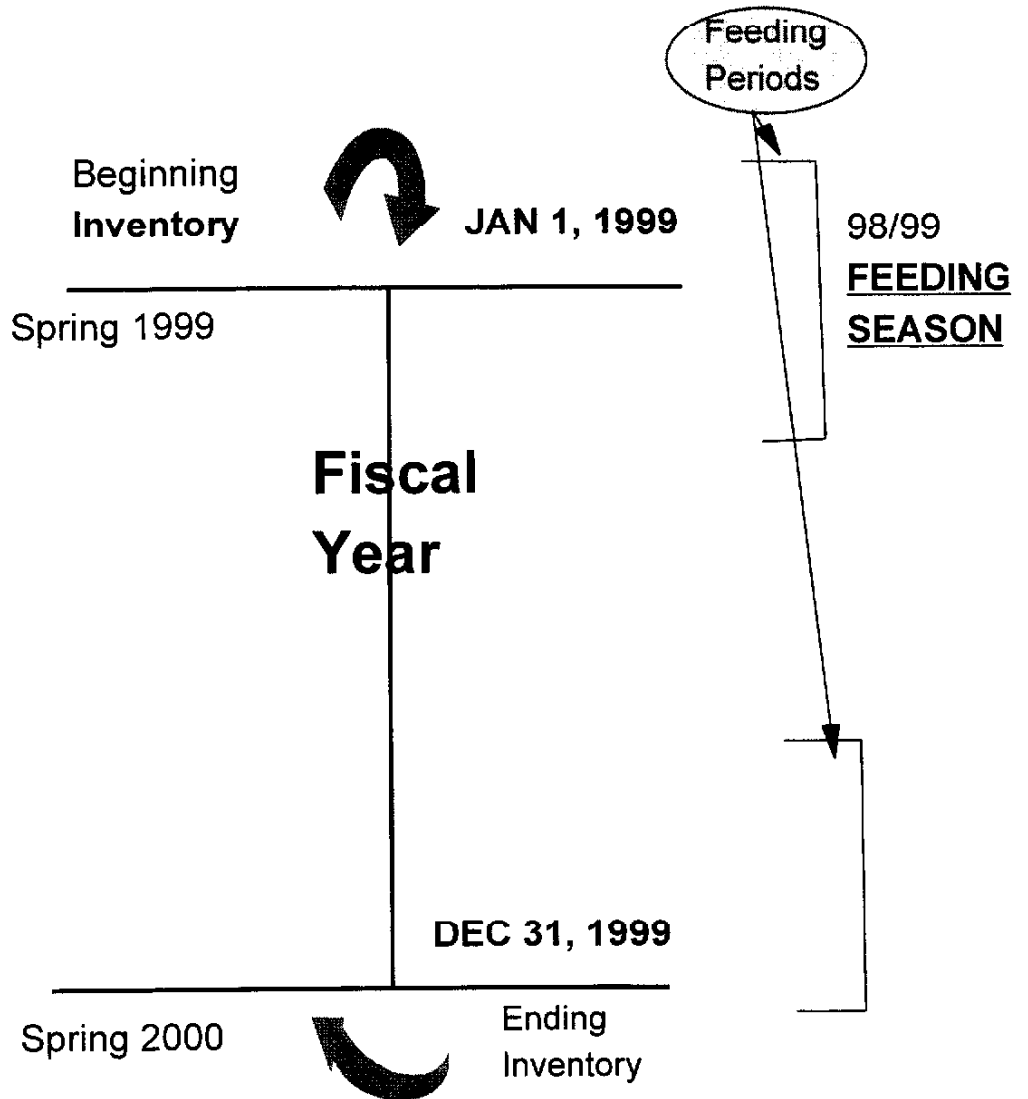 Feeding
Periods
Beginning
Inventory
JAN 1, 1999
98/99
FEEDING
SEASON
Spring 1999
Fiscal
Year
DEC 31, 1999
Spring 2000
Ending
Inventory